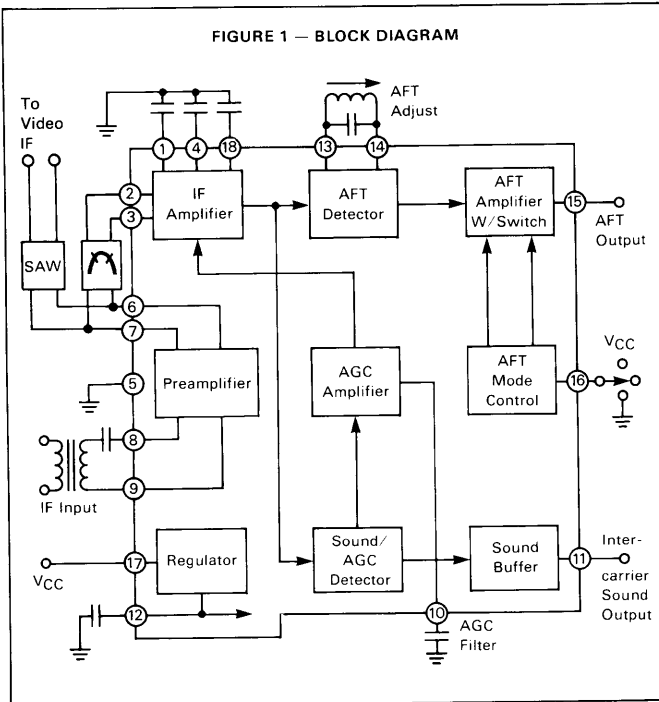 FIGURE 1 — BLOCK DIAGRAM
To
Video
IF
AFT
Adjust
1
4
18
13
14
2
3
IF
Amplifier
AFT
Detector
AFT
Amplifier
W/Switch
15
AFT
Output
SAW
6
7
5
Preamplifier
AGC
Amplifier
AFT
Mode
Control
16
VCC
8
9
IF Input
17
VCC
Regulator
Sound/
AGC
Detector
Sound
Buffer
11
Inter-
carrier
Sound
Output
12
10
AGC
Filter